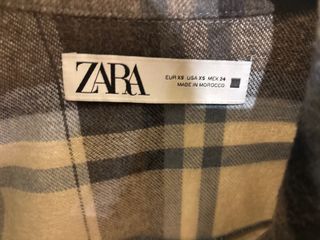 ZARA
EUR XS USA XS MEX 24
MADE IN MOROCCO